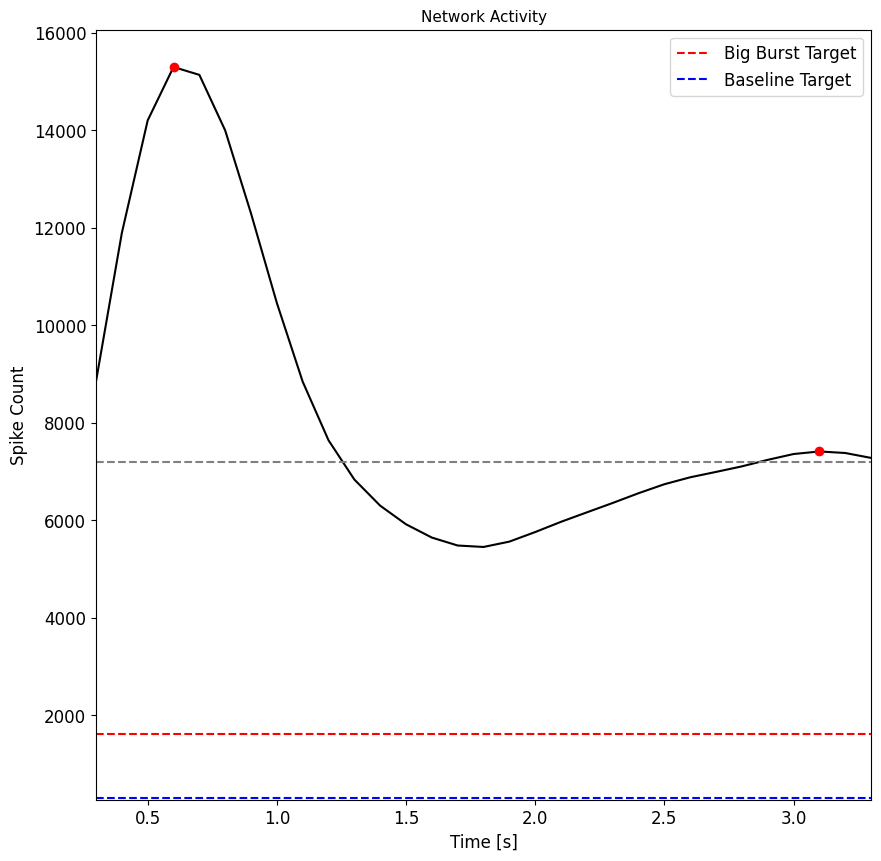 Network Activity
Big Burst Target
Baseline Target
Spike Count
16000
14000
12000
10000
8000
6000
4000
2000
0.5 1.0 1.5 2.0 2.5 3.0
Time [s]